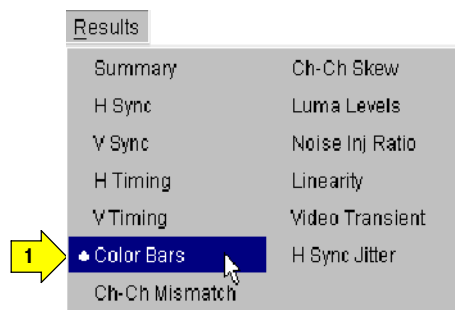 Results
Summary
H Sync
V Sync
H Timing
V Timing
1
Color Bars
Ch-Ch Mismatch
Ch-Ch Skew
Luma Levels
Noise Inj Ratio
Linearity
Video Transient
H Sync Jitter